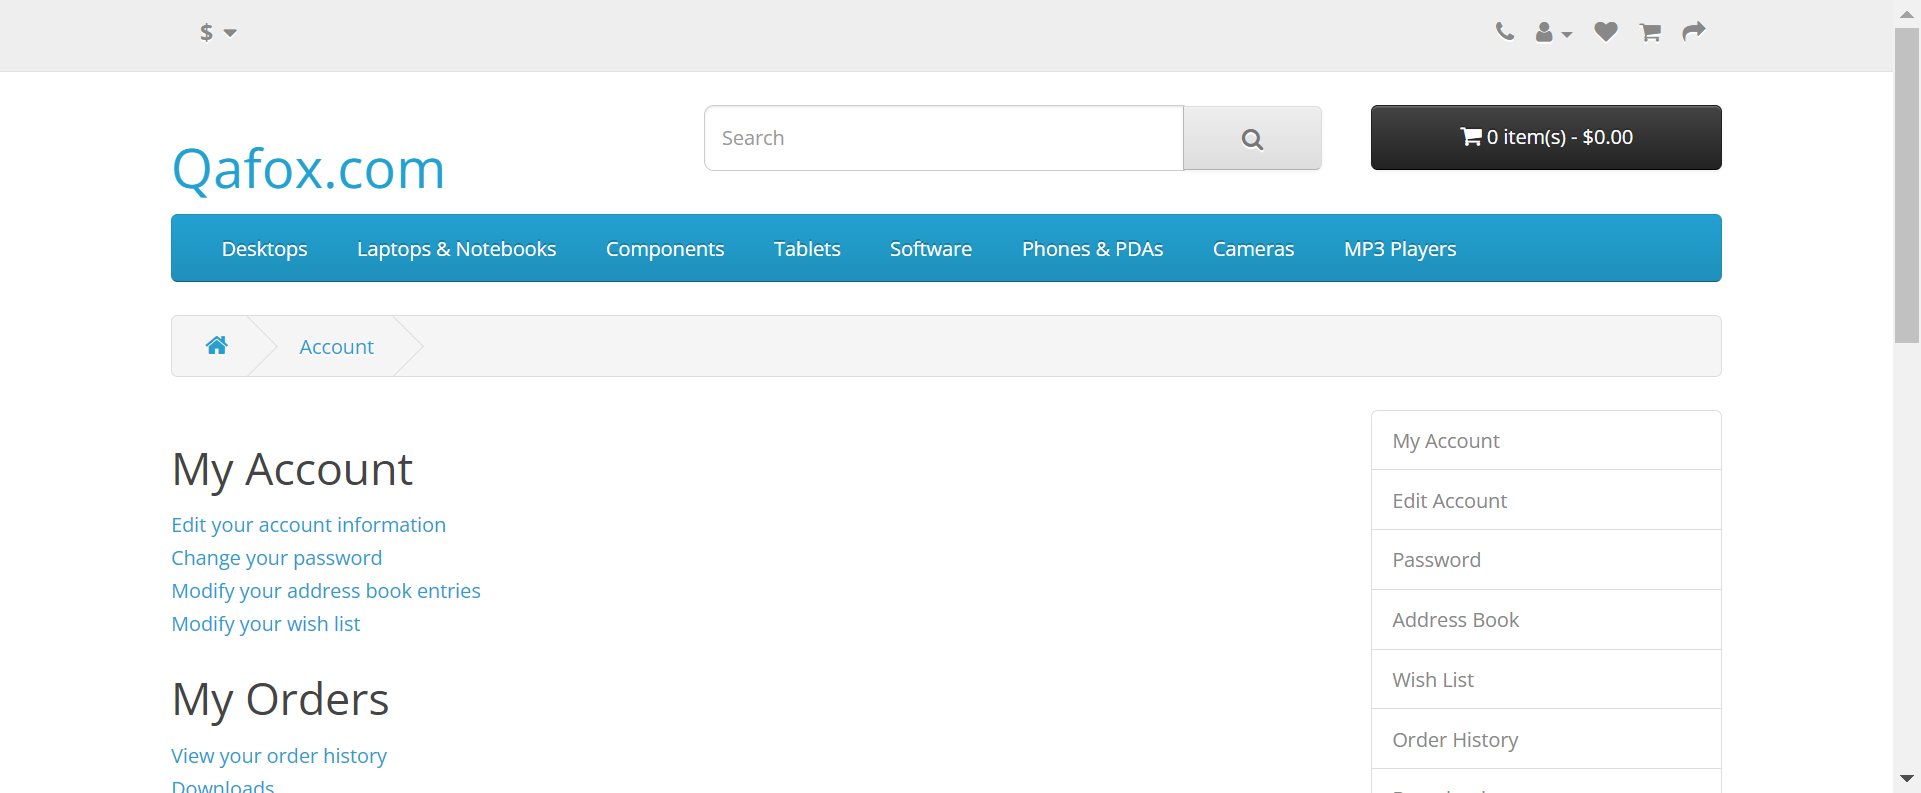 $
Search
0 item(s) - $0.00
Qafox.com
Desktops Laptops & Notebooks Components Tablets Software Phones & PDAs Cameras MP3 Players
Account
My Account
Edit your account information
Change your password
Modify your address book entries
Modify your wish list
My Orders
View your order history
Downloads
My Account
Edit Account
Password
Address Book
Wish List
Order History